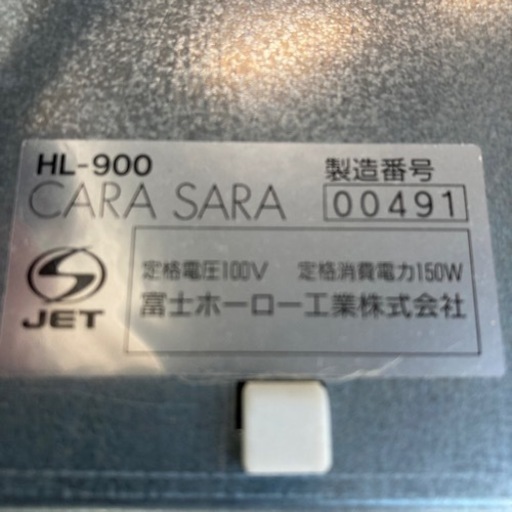 HL-900
CARA SARA
製造番号
00491
JET
定格電圧100V 定格消費電力150W
富士ホーロー工業株式会社